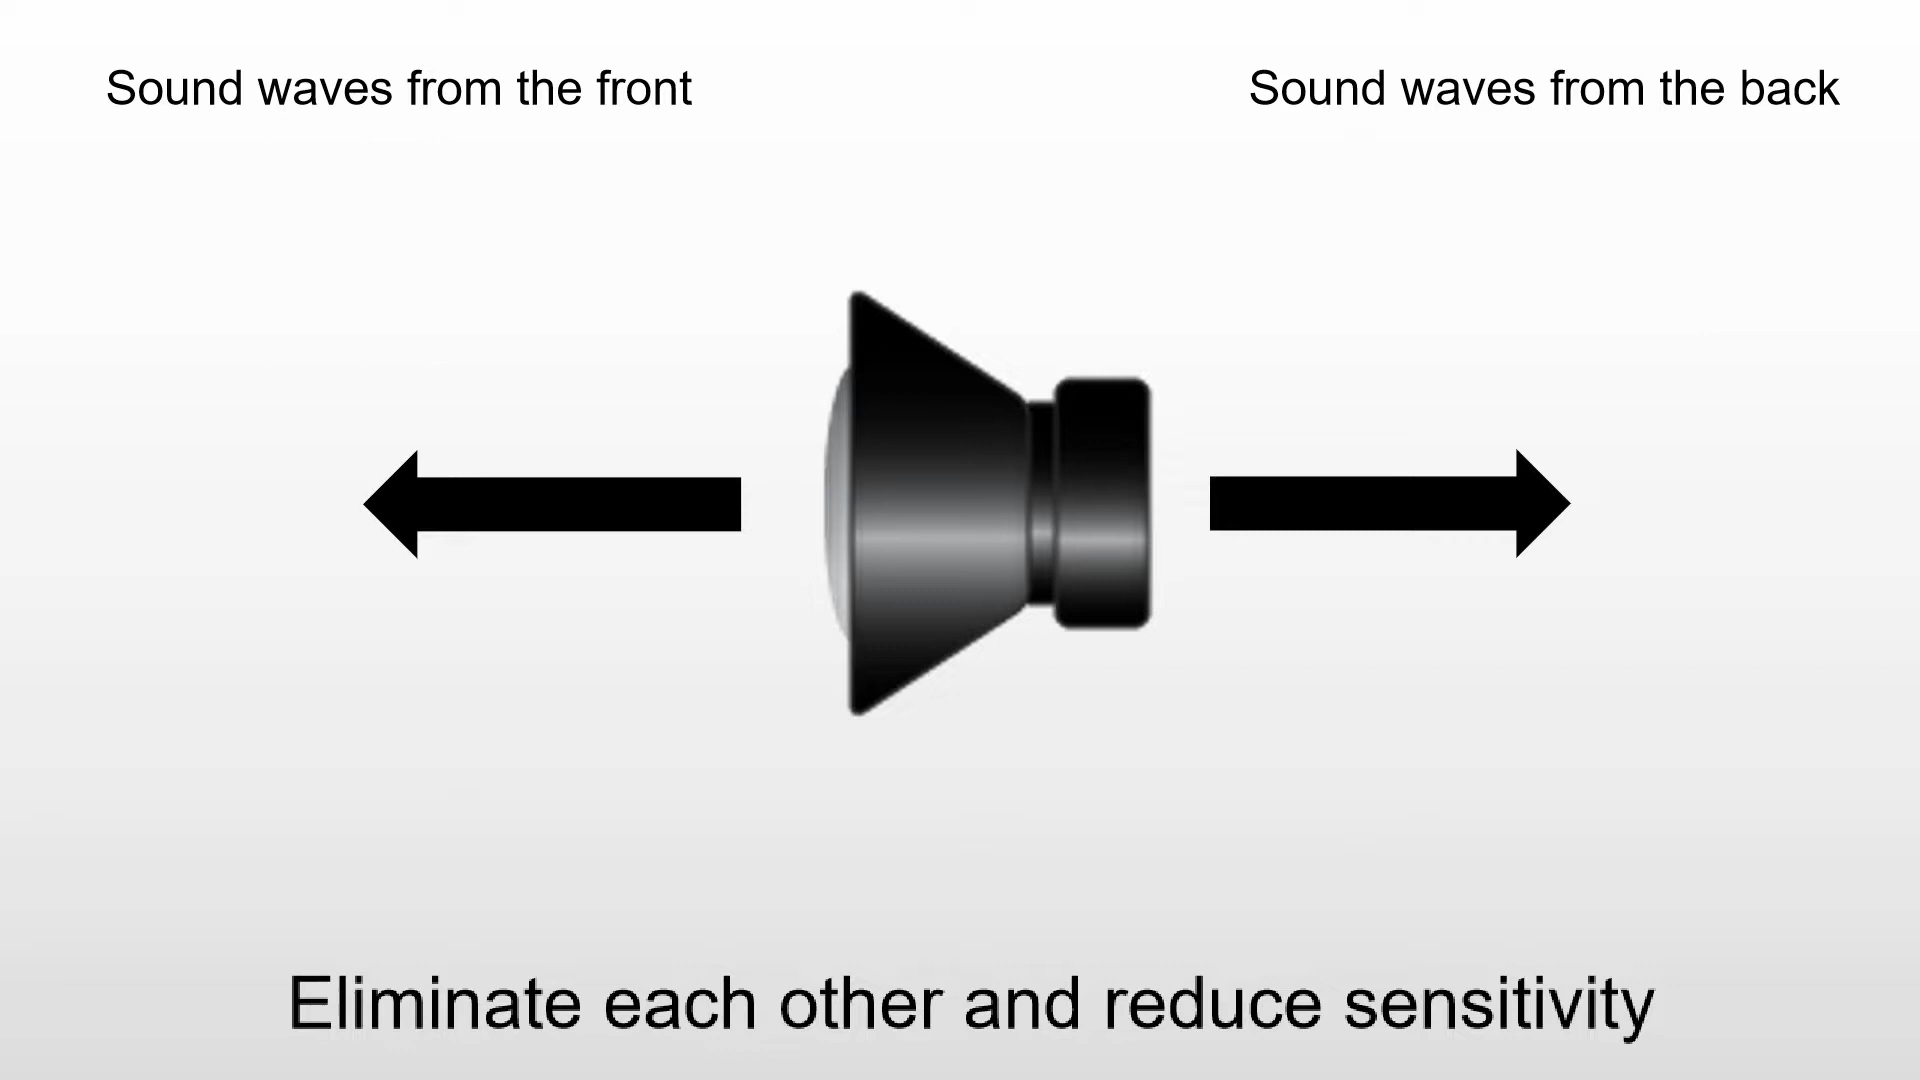 Sound waves from the front
Sound waves from the back
Eliminate each other and reduce sensitivity